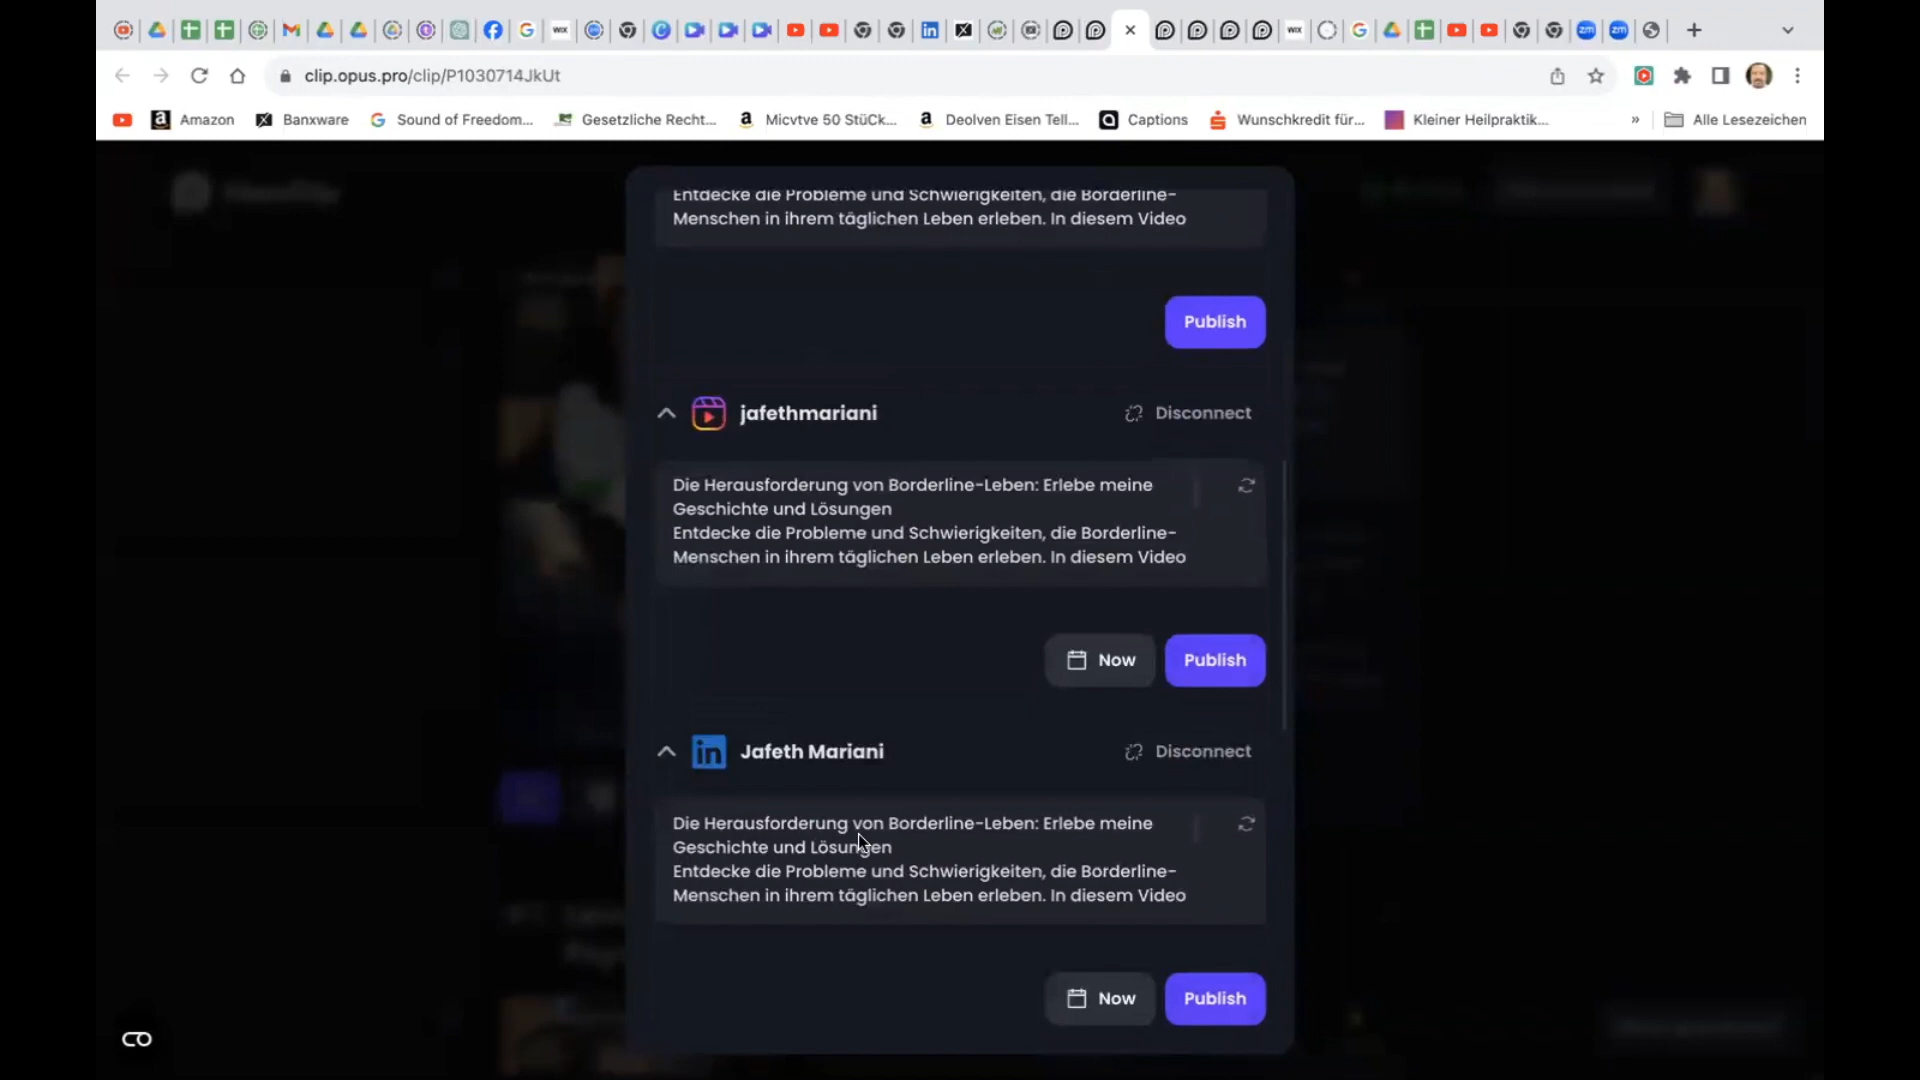 clip.opus.pro/clip/P1030714JkUt
Amazon
Banxware
Sound of Freedom...
Gesetzliche Recht...
Micvtve 50 StüCk...
Deolven Eisen Tell...
Captions
Wunschkredit für...
Kleiner Heilpraktik...
»
Alle Lesezeichen
Entdecke die Probleme und Schwierigkeiten, die Borderline-
Menschen in ihrem täglichen Leben erleben. In diesem Video
Publish
jafethmariani
Disconnect
Die Herausforderung von Borderline-Leben: Erlebe meine
Geschichte und Lösungen
Entdecke die Probleme und Schwierigkeiten, die Borderline-
Menschen in ihrem täglichen Leben erleben. In diesem Video
Now
Publish
in
Jafeth Mariani
Disconnect
Die Herausforderung von Borderline-Leben: Erlebe meine
Geschichte und Lösungen
Entdecke die Probleme und Schwierigkeiten, die Borderline-
Menschen in ihrem täglichen Leben erleben. In diesem Video
Now
Publish